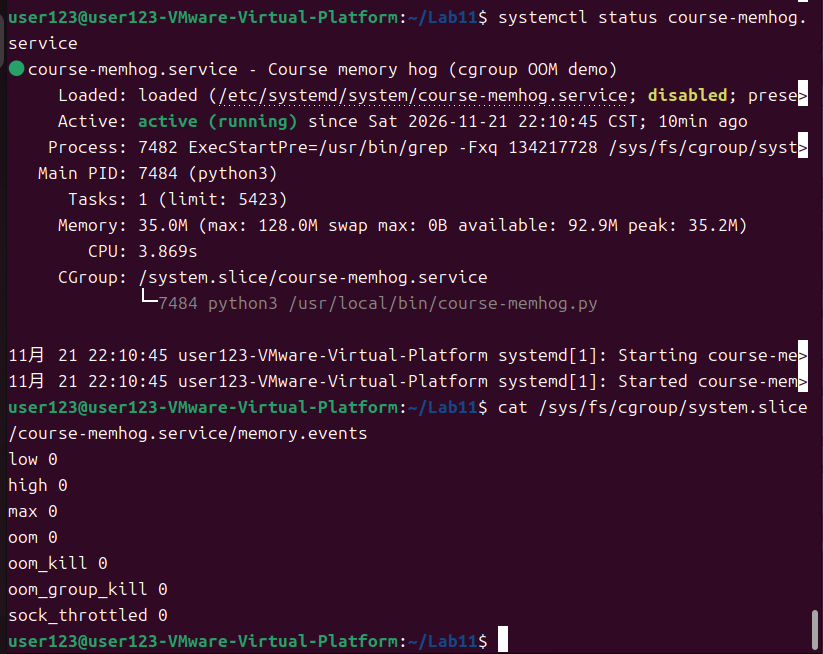 user123@user123-VMware-Virtual-Platform:~/Lab11$ systemctl status course-memhog.
service
course-memhog.service - Course memory hog (cgroup OOM demo)
Loaded: loaded (/etc/systemd/system/course-memhog.service; disabled; prese>
Active: active (running) since Sat 2026-11-21 22:10:45 CST; 10min ago
Process: 7482 ExecStartPre=/usr/bin/grep -Fxq 134217728 /sys/fs/cgroup/syst>
Main PID: 7484 (python3)
Tasks: 1 (limit: 5423)
Memory: 35.0M (max: 128.0M swap max: 0B available: 92.9M peak: 35.2M)
CPU: 3.869s
CGroup: /system.slice/course-memhog.service
└─7484 python3 /usr/local/bin/course-memhog.py
11月 21 22:10:45 user123-VMware-Virtual-Platform systemd[1]: Starting course-me>
11月 21 22:10:45 user123-VMware-Virtual-Platform systemd[1]: Started course-mem>
user123@user123-VMware-Virtual-Platform:~/Lab11$ cat /sys/fs/cgroup/system.slice
/course-memhog.service/memory.events
low 0
high 0
max 0
oom 0
oom_kill 0
oom_group_kill 0
sock_throttled 0
user123@user123-VMware-Virtual-Platform:~/Lab11$